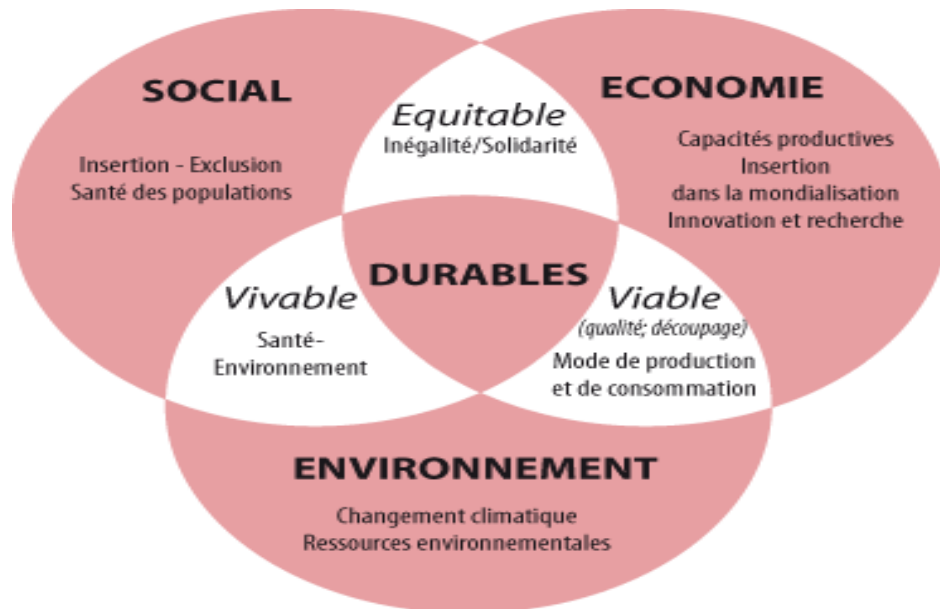 SOCIAL
Insertion - Exclusion
Santé des populations
Equitable
Inégalité/Solidarité
ECONOMIE
Capacités productives
Insertion
dans la mondialisation
Innovation et recherche
DURABLES
Vivable
Santé-
Environnement
Viable
(qualité; découpage)
Mode de production
et de consommation
ENVIRONNEMENT
Changement climatique
Ressources environnementales